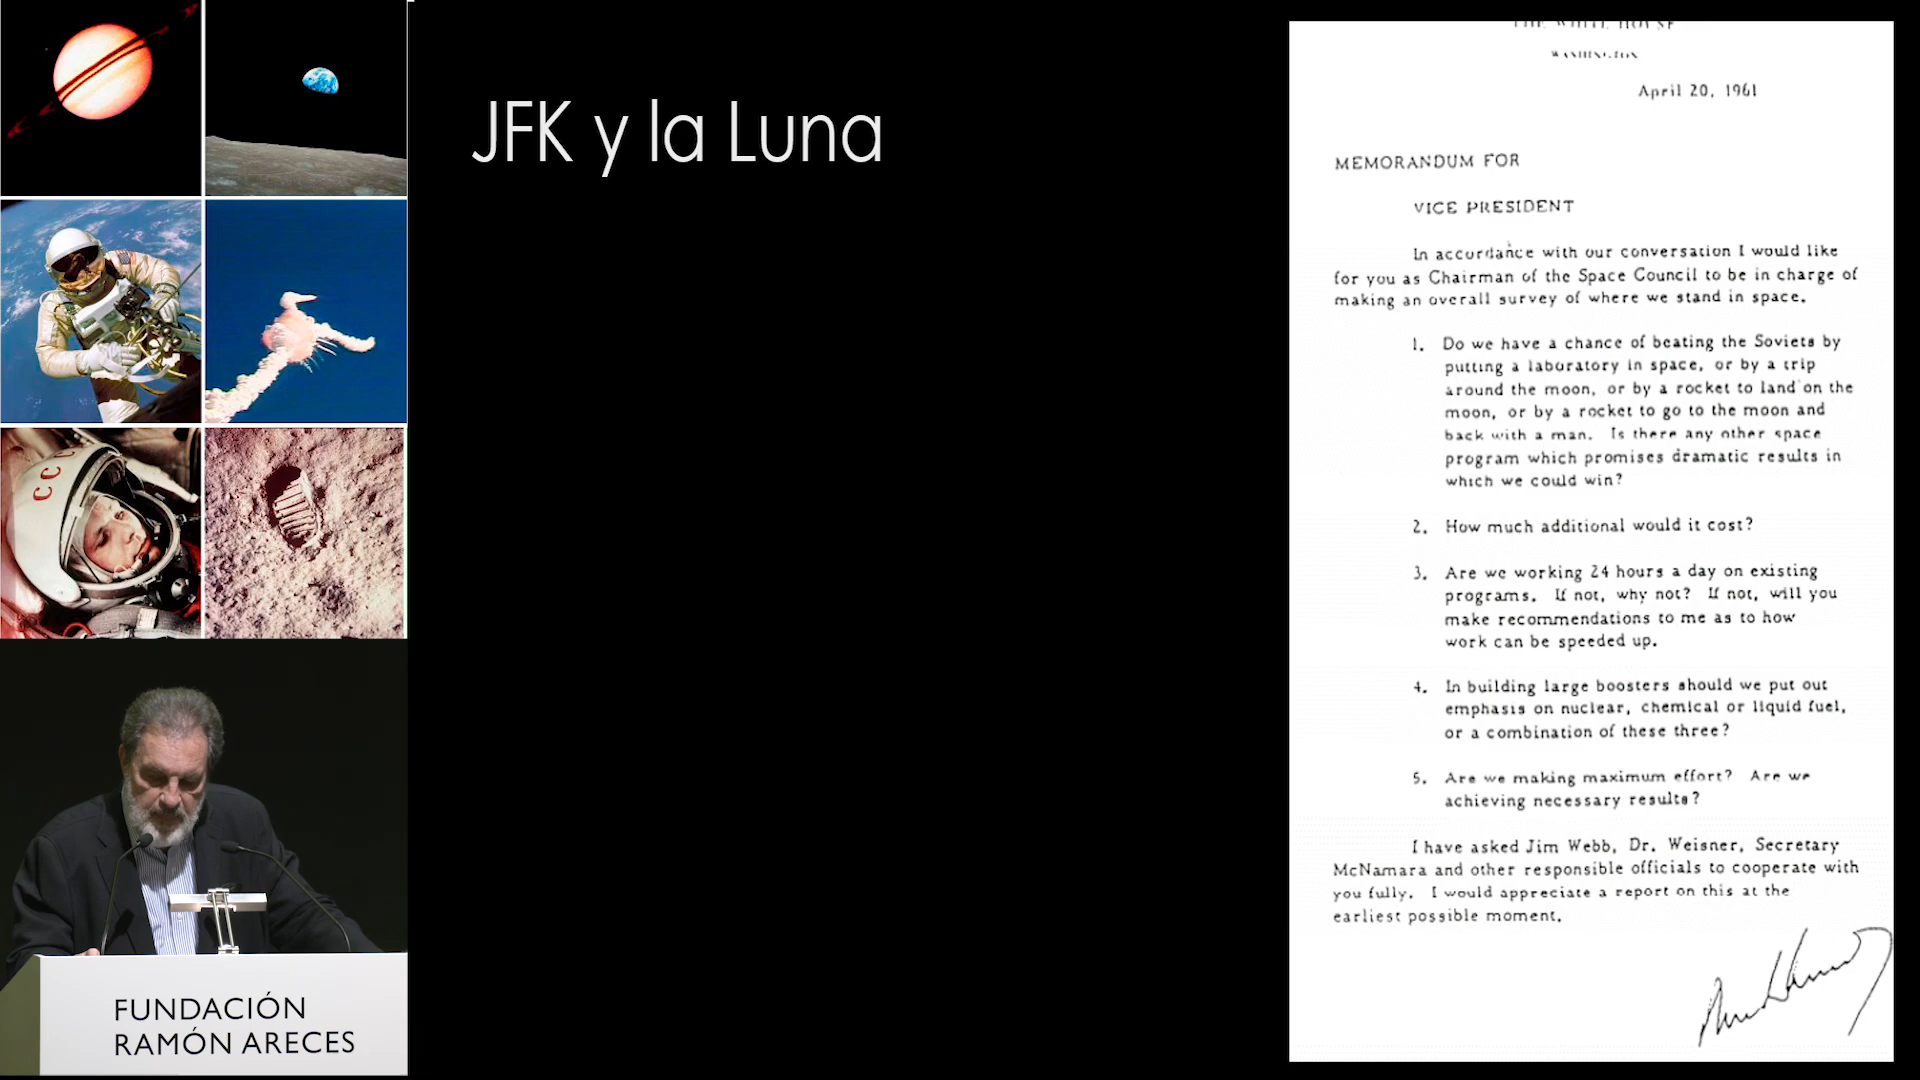 JFK y la Luna
THE WHITE HOUSE
WASHINGTON
April 20, 1961
MEMORANDUM FOR
VICE PRESIDENT
In accordance with our conversation I would like
for you as Chairman of the Space Council to be in charge of
making an overall survey of where we stand in space.
1. Do we have a chance of beating the Soviets by
putting a laboratory in space, or by a trip
around the moon, or by a rocket to land on the
moon, or by a rocket to go to the moon and
back with a man. Is there any other space
program which promises dramatic results in
which we could win?
2. How much additional would it cost?
3. Are we working 24 hours a day on existing
programs. If not, why not? If not, will you
make recommendations to me as to how
work can be speeded up.
4. In building large boosters should we put out
emphasis on nuclear, chemical or liquid fuel,
or a combination of these three?
5. Are we making maximum effort? Are we
achieving necessary results?
I have asked Jim Webb, Dr. Weisner, Secretary
McNamara and other responsible officials to cooperate with
you fully. I would appreciate a report on this at the
earliest possible moment.
CCC
FUNDACIÓN
RAMÓN ARECES